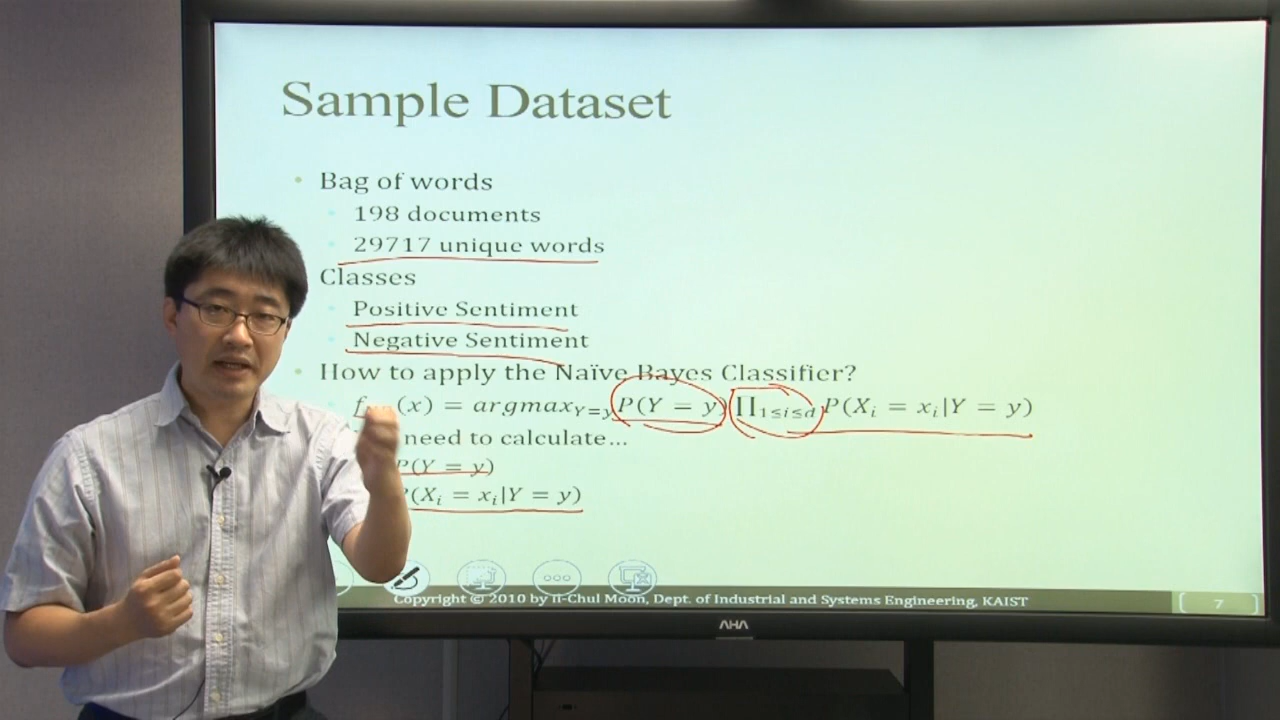 Sample Dataset
• Bag of words
• 198 documents
• 29717 unique words
Classes
• Positive Sentiment
• Negative Sentiment
• How to apply the Naïve Bayes Classifier?
f (x) = argmax_{Y=y} P(Y = y) ∏_{1≤i≤d} P(X_i = x_i|Y = y)
need to calculate…
P(Y = y)
P(X_i = x_i|Y = y)
Copyright © 2010 by Il-Chul Moon, Dept. of Industrial and Systems Engineering, KAIST
7
AHA